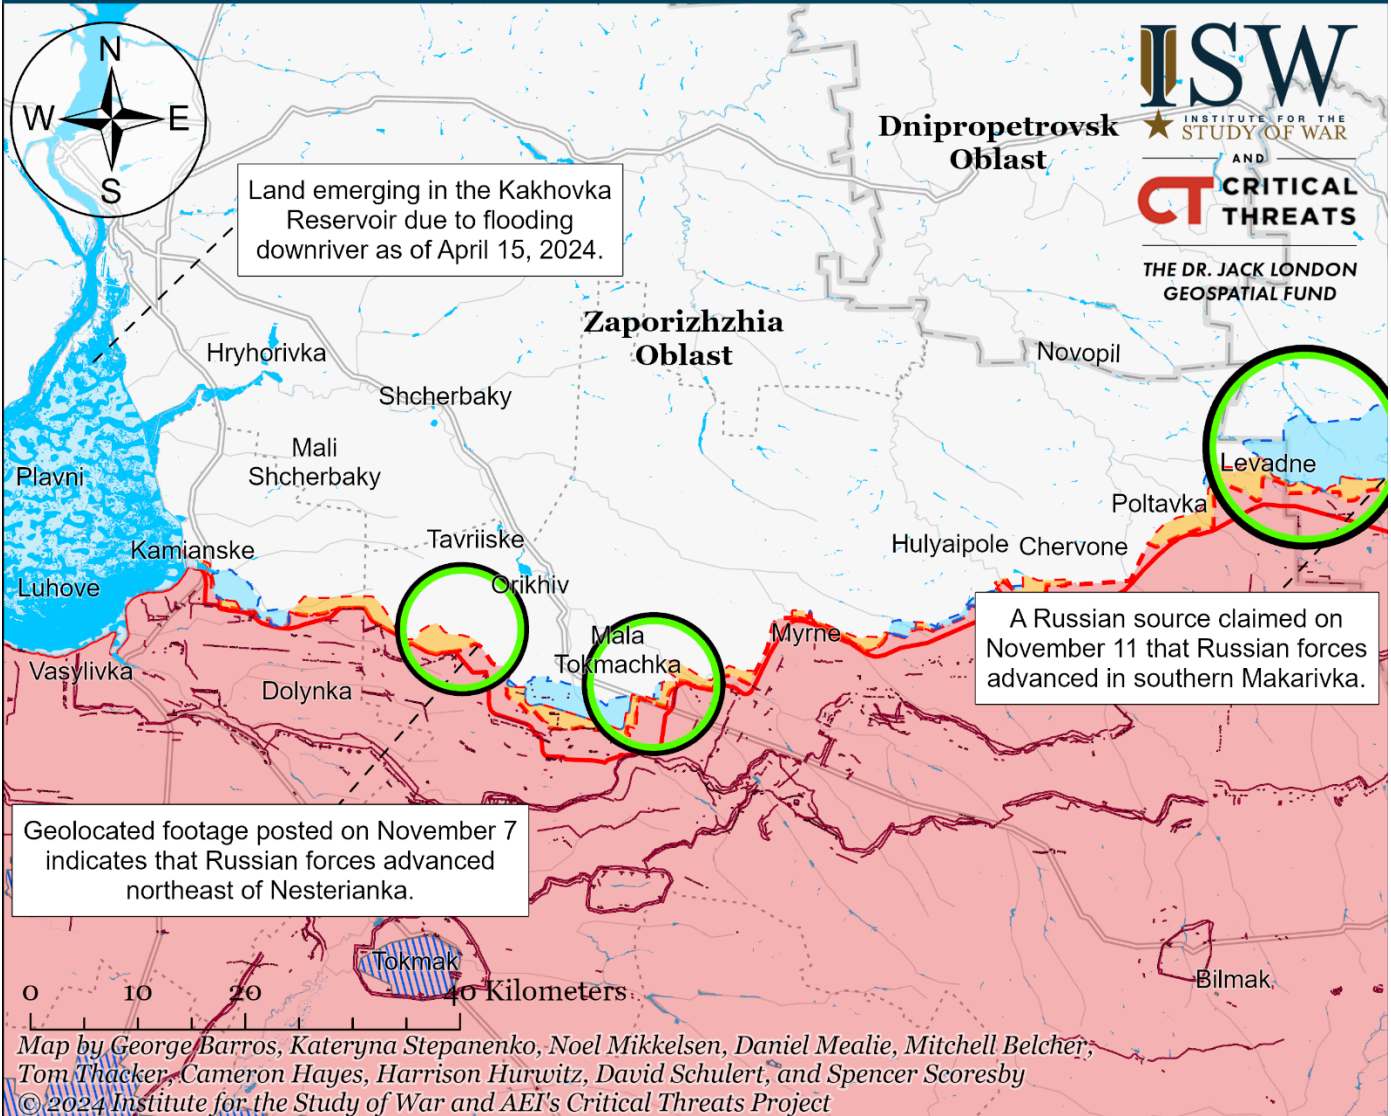 N
W
E
S
ISW
INSTITUTE FOR THE
STUDY OF WAR
AND
CT CRITICAL
THREATS
THE DR. JACK LONDON
GEOSPATIAL FUND
Dnipropetrovsk
Oblast
Land emerging in the Kakhovka
Reservoir due to flooding
downriver as of April 15, 2024.
Zaporizhzhia
Oblast
Hryhorivka
Novopil
Shcherbaky
Mali
Shcherbaky
Plavni
Levadne
Poltavka
Kamianske
Tavriiske
Hulyaipole
Chervone
Luhove
Orikhiv
Mala
Tokmachka
Myrne
A Russian source claimed on
November 11 that Russian forces
advanced in southern Makarivka.
Vasylivka
Dolynka
Geolocated footage posted on November 7
indicates that Russian forces advanced
northeast of Nesterianka.
Tokmak
Bilmak
0 10 20 40 Kilometers
Map by George Barros, Kateryna Stepanenko, Noel Mikkelsen, Daniel Mealie, Mitchell Belcher,
Tom Thacker, Cameron Hayes, Harrison Hurwitz, David Schulert, and Spencer Scoresby
© 2024 Institute for the Study of War and AEI's Critical Threats Project